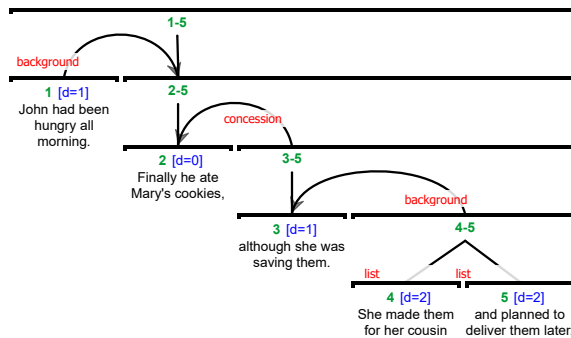 1-5
background
1 [d=1]
John had been
hungry all
morning.
2-5
concession
2 [d=0]
Finally he ate
Mary's cookies,
3-5
background
3 [d=1]
although she was
saving them.
4-5
list
list
4 [d=2]
She made them
for her cousin
5 [d=2]
and planned to
deliver them later.